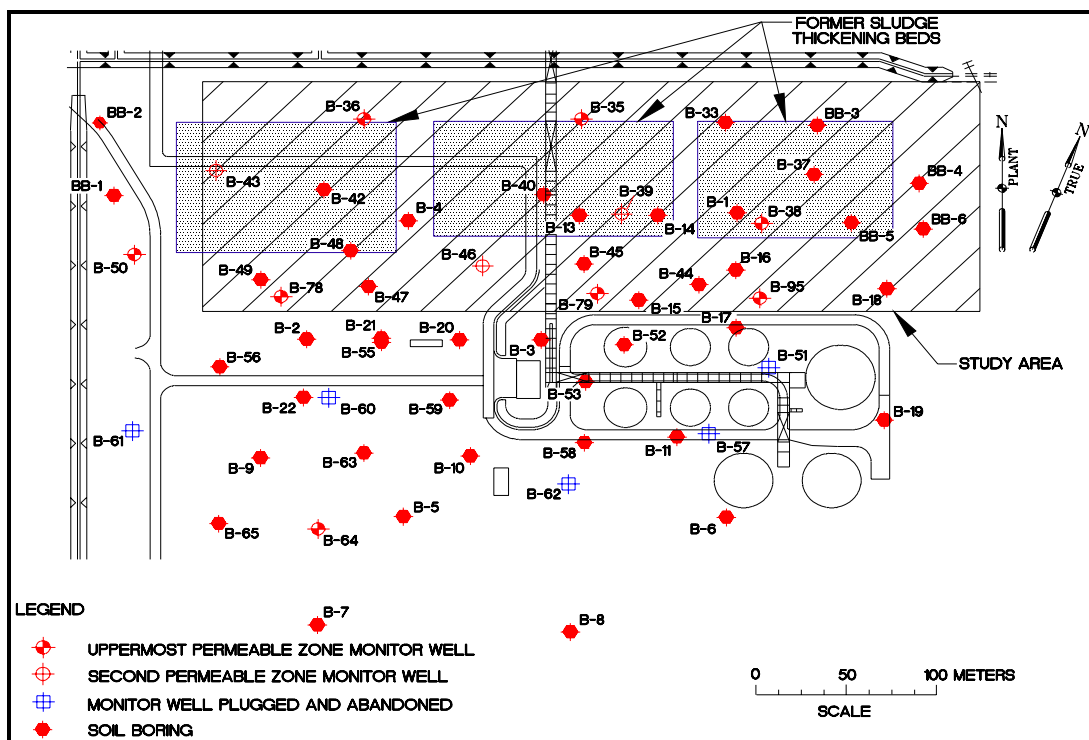 FORMER SLUDGE
THICKENING BEDS
B-36
B-35
B-33
BB-3
BB-2
N
N
PLANT
TRUE
B-43
B-42
B-40
B-39
B-37
BB-4
BB-1
B-4
B-13
B-14
B-1
B-38
BB-5
BB-6
B-48
B-50
B-46
B-45
B-16
B-49
B-78
B-47
B-79
B-44
B-15
B-95
B-18
B-2
B-21
B-20
B-3
B-17
B-55
B-52
B-56
B-51
STUDY AREA
B-53
B-22
B-60
B-59
B-19
B-61
B-9
B-63
B-10
B-58
B-11
B-57
B-62
B-65
B-64
B-5
B-6
LEGEND
B-7
B-8
UPPERMOST PERMEABLE ZONE MONITOR WELL
SECOND PERMEABLE ZONE MONITOR WELL
MONITOR WELL PLUGGED AND ABANDONED
SOIL BORING
0 50 100 METERS
SCALE